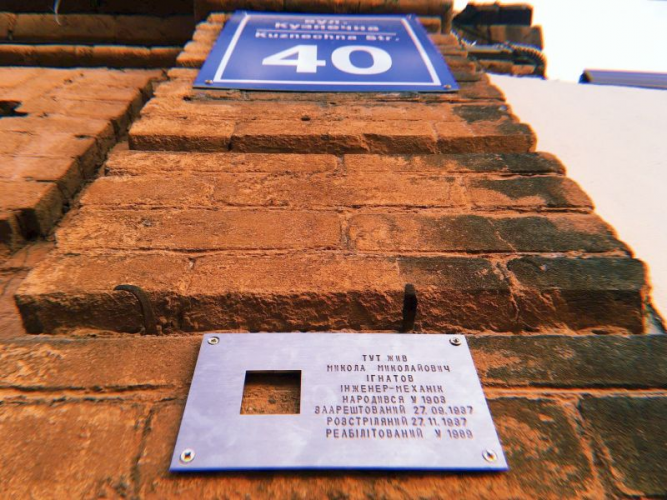 вул.
Кузнечна
Kuznechna Str.
40
ТУТ ЖИВ
МИКОЛА МИКОЛАЙОВИЧ
ІГНАТОВ
ІНЖЕНЕР-МЕХАНІК
НАРОДИВСЯ У 1903
ЗААРЕШТОВАНИЙ 27.09.1937
РОЗСТРІЛЯНИЙ 27.11.1937
РЕАБІЛІТОВАНИЙ У 1989